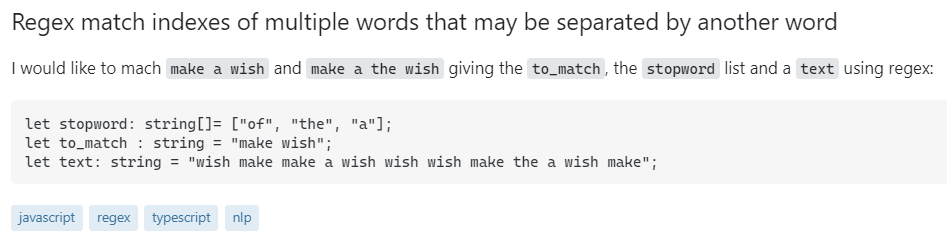 Regex match indexes of multiple words that may be separated by another word
I would like to mach make a wish and make a the wish giving the to_match, the stopword list and a text using regex:
let stopword: string[]= ["of", "the", "a"];
let to_match : string = "make wish";
let text: string = "wish make make a wish wish wish make the a wish make";
javascript regex typescript nlp